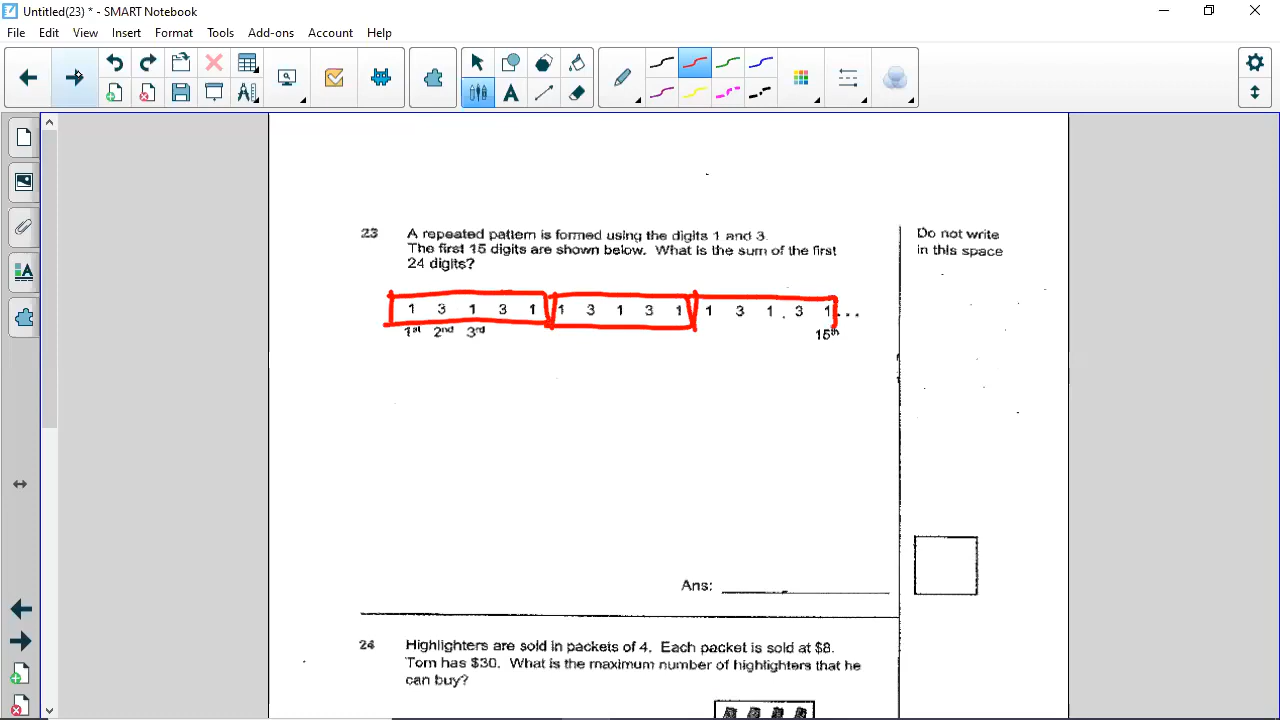 Untitled(23) * - SMART Notebook
File Edit View Insert Format Tools Add-ons Account Help
23 A repeated pattern is formed using the digits 1 and 3.
The first 15 digits are shown below. What is the sum of the first
24 digits?
Do not write
in this space
1 3 1 3 1 1 3 1 3 1 1 3 1 3 1 . . .
1st 2nd 3rd 15th
Ans:
24 Highlighters are sold in packets of 4. Each packet is sold at $8.
Tom has $30. What is the maximum number of highlighters that he
can buy?